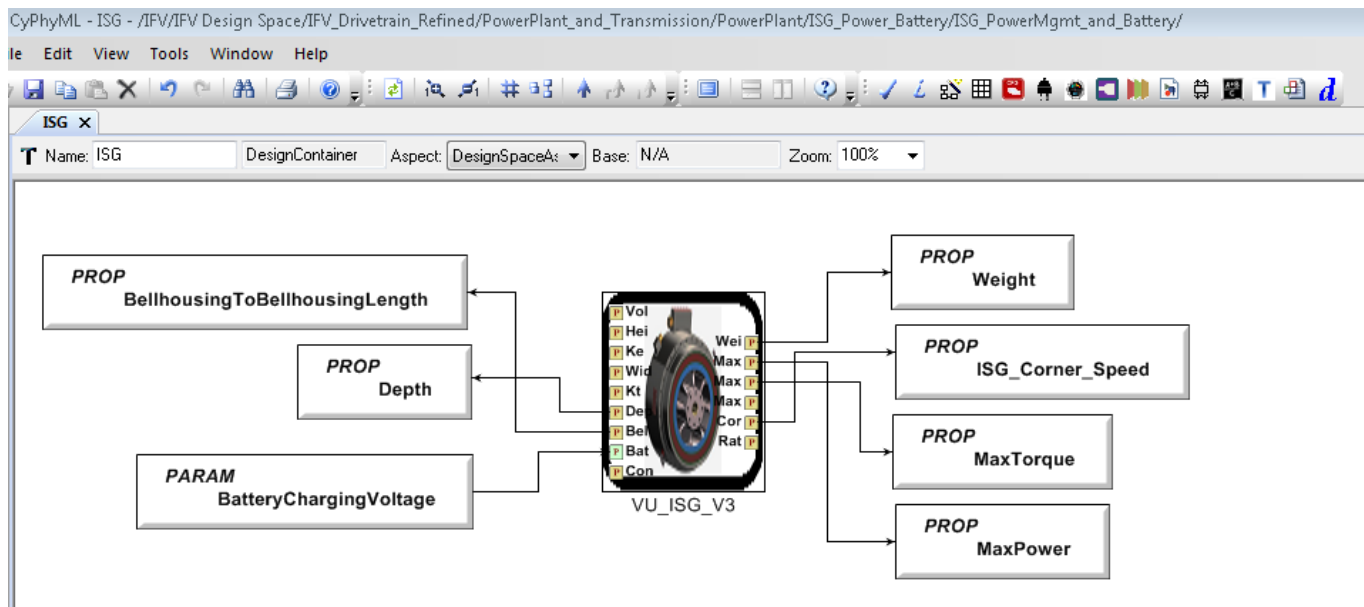 CyPhyML - ISG - /IFV/IFV Design Space/IFV_Drivetrain_Refined/PowerPlant_and_Transmission/PowerPlant/ISG_Power_Battery/ISG_PowerMgmt_and_Battery/
le Edit View Tools Window Help
ISG
Name: ISG DesignContainer Aspect: DesignSpaceA Base: N/A Zoom: 100%
PROP
BellhousingToBellhousingLength
PROP
Depth
PARAM
BatteryChargingVoltage
Vol
Hei
Ke
Wid
Kt
Dep
Bel
Bat
Con
Wei
Max
Max
Max
Cor
Rat
VU_ISG_V3
PROP
Weight
PROP
ISG_Corner_Speed
PROP
MaxTorque
PROP
MaxPower